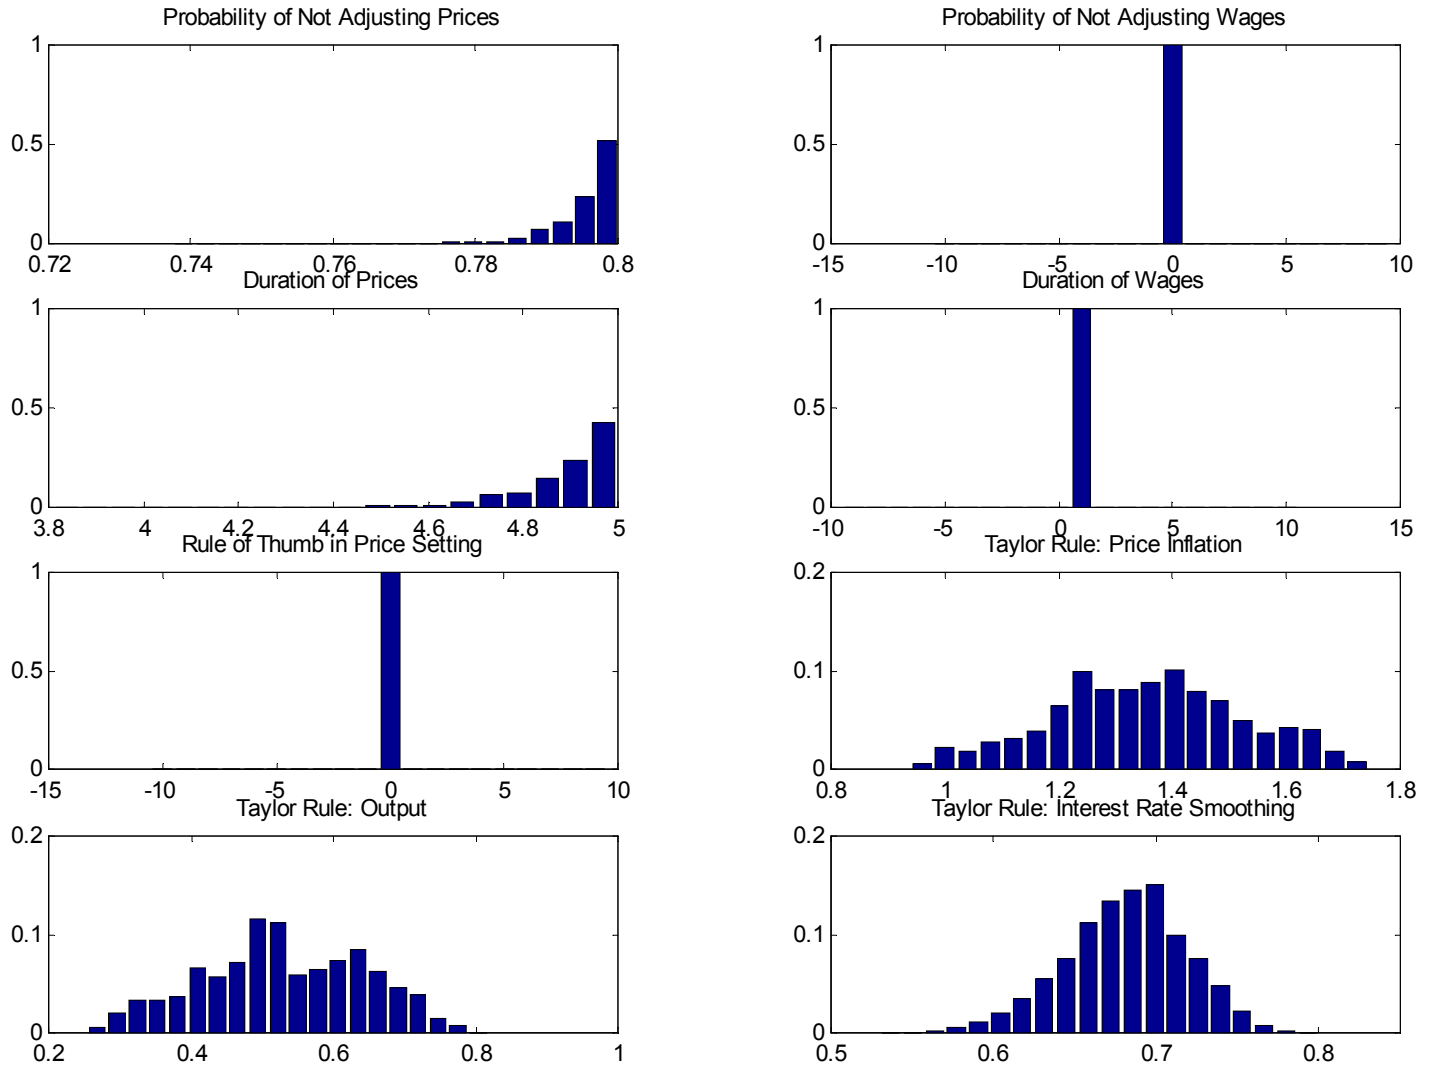 Probability of Not Adjusting Prices
1
0.5
0
0.72 0.74 0.76 0.78 0.8
Probability of Not Adjusting Wages
1
0.5
0
-15 -10 -5 0 5 10
Duration of Prices
1
0.5
0
3.8 4 4.2 4.4 4.6 4.8 5
Duration of Wages
1
0.5
0
-10 -5 0 5 10 15
Rule of Thumb in Price Setting
1
0.5
0
-15 -10 -5 0 5 10
Taylor Rule: Price Inflation
0.2
0.1
0
0.8 1 1.2 1.4 1.6 1.8
Taylor Rule: Output
0.2
0.1
0
0.2 0.4 0.6 0.8 1
Taylor Rule: Interest Rate Smoothing
0.2
0.1
0
0.5 0.6 0.7 0.8